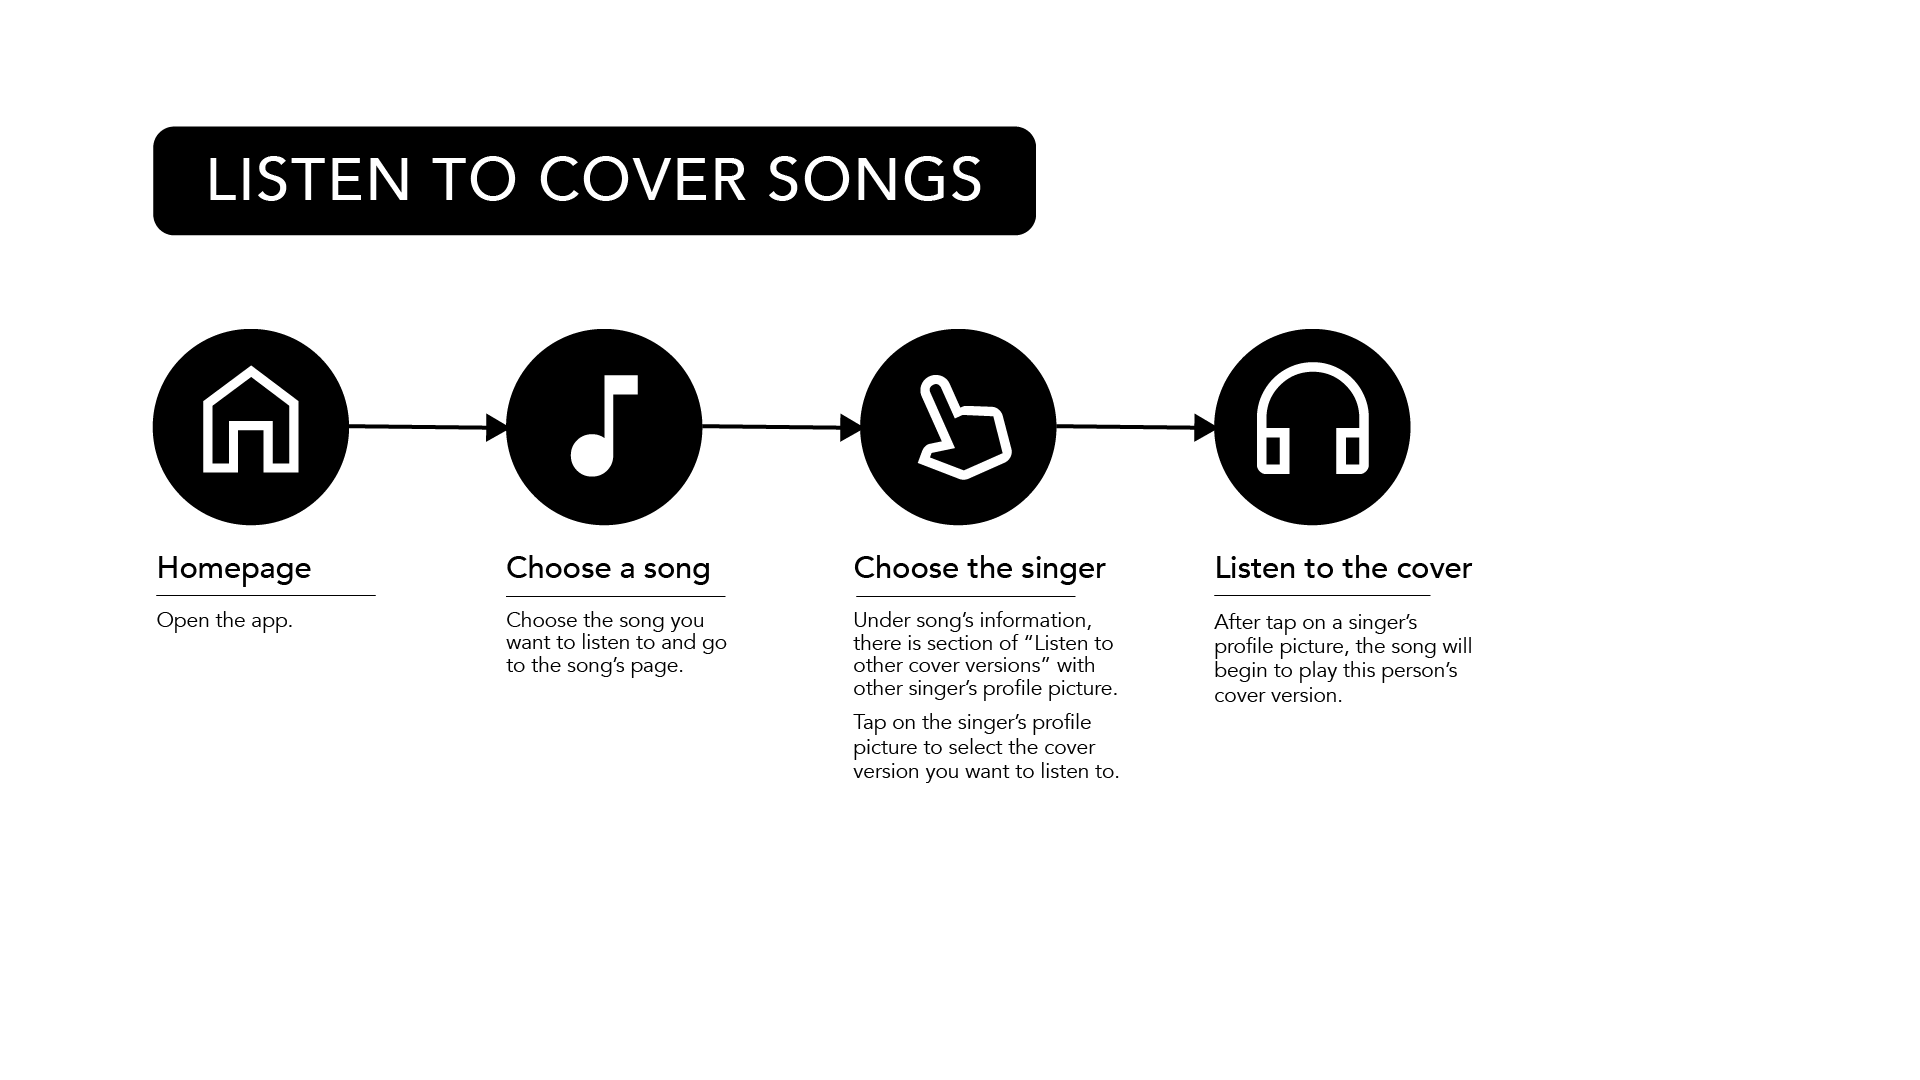 LISTEN TO COVER SONGS
Homepage
Open the app.
Choose a song
Choose the song you
want to listen to and go
to the song’s page.
Choose the singer
Under song’s information,
there is section of “Listen to
other cover versions” with
other singer’s profile picture.
Tap on the singer’s profile
picture to select the cover
version you want to listen to.
Listen to the cover
After tap on a singer’s
profile picture, the song will
begin to play this person’s
cover version.